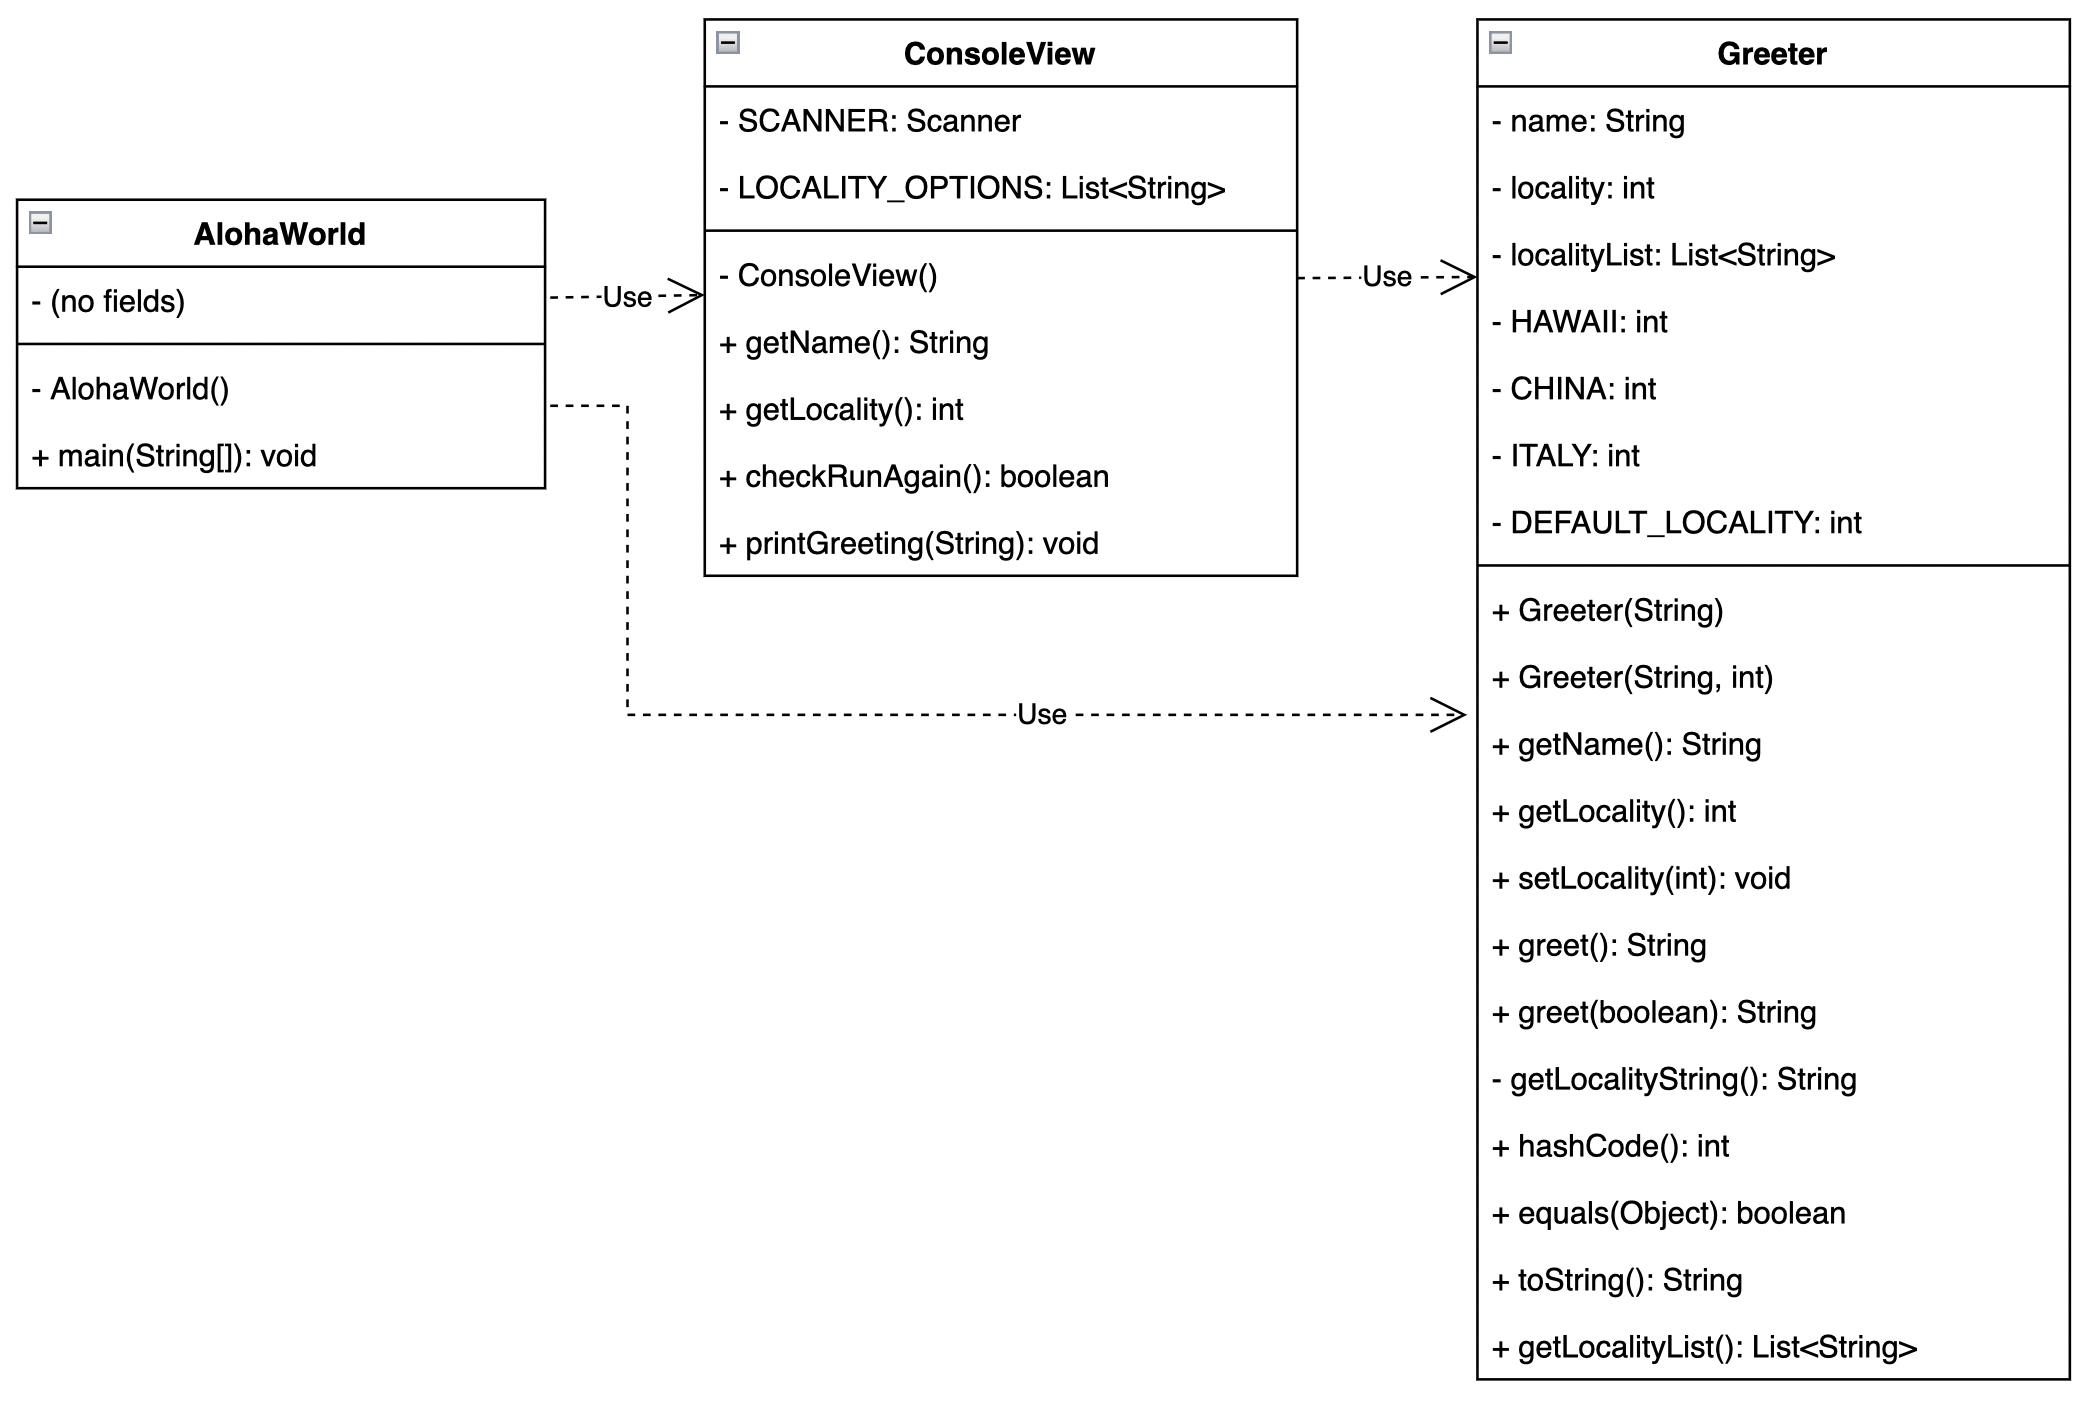 AlohaWorld
- (no fields)
- AlohaWorld()
+ main(String[]): void
Use
Use
ConsoleView
- SCANNER: Scanner
- LOCALITY_OPTIONS: List<String>
- ConsoleView()
+ getName(): String
+ getLocality(): int
+ checkRunAgain(): boolean
+ printGreeting(String): void
Use
Greeter
- name: String
- locality: int
- localityList: List<String>
- HAWAII: int
- CHINA: int
- ITALY: int
- DEFAULT_LOCALITY: int
+ Greeter(String)
+ Greeter(String, int)
+ getName(): String
+ getLocality(): int
+ setLocality(int): void
+ greet(): String
+ greet(boolean): String
- getLocalityString(): String
+ hashCode(): int
+ equals(Object): boolean
+ toString(): String
+ getLocalityList(): List<String>